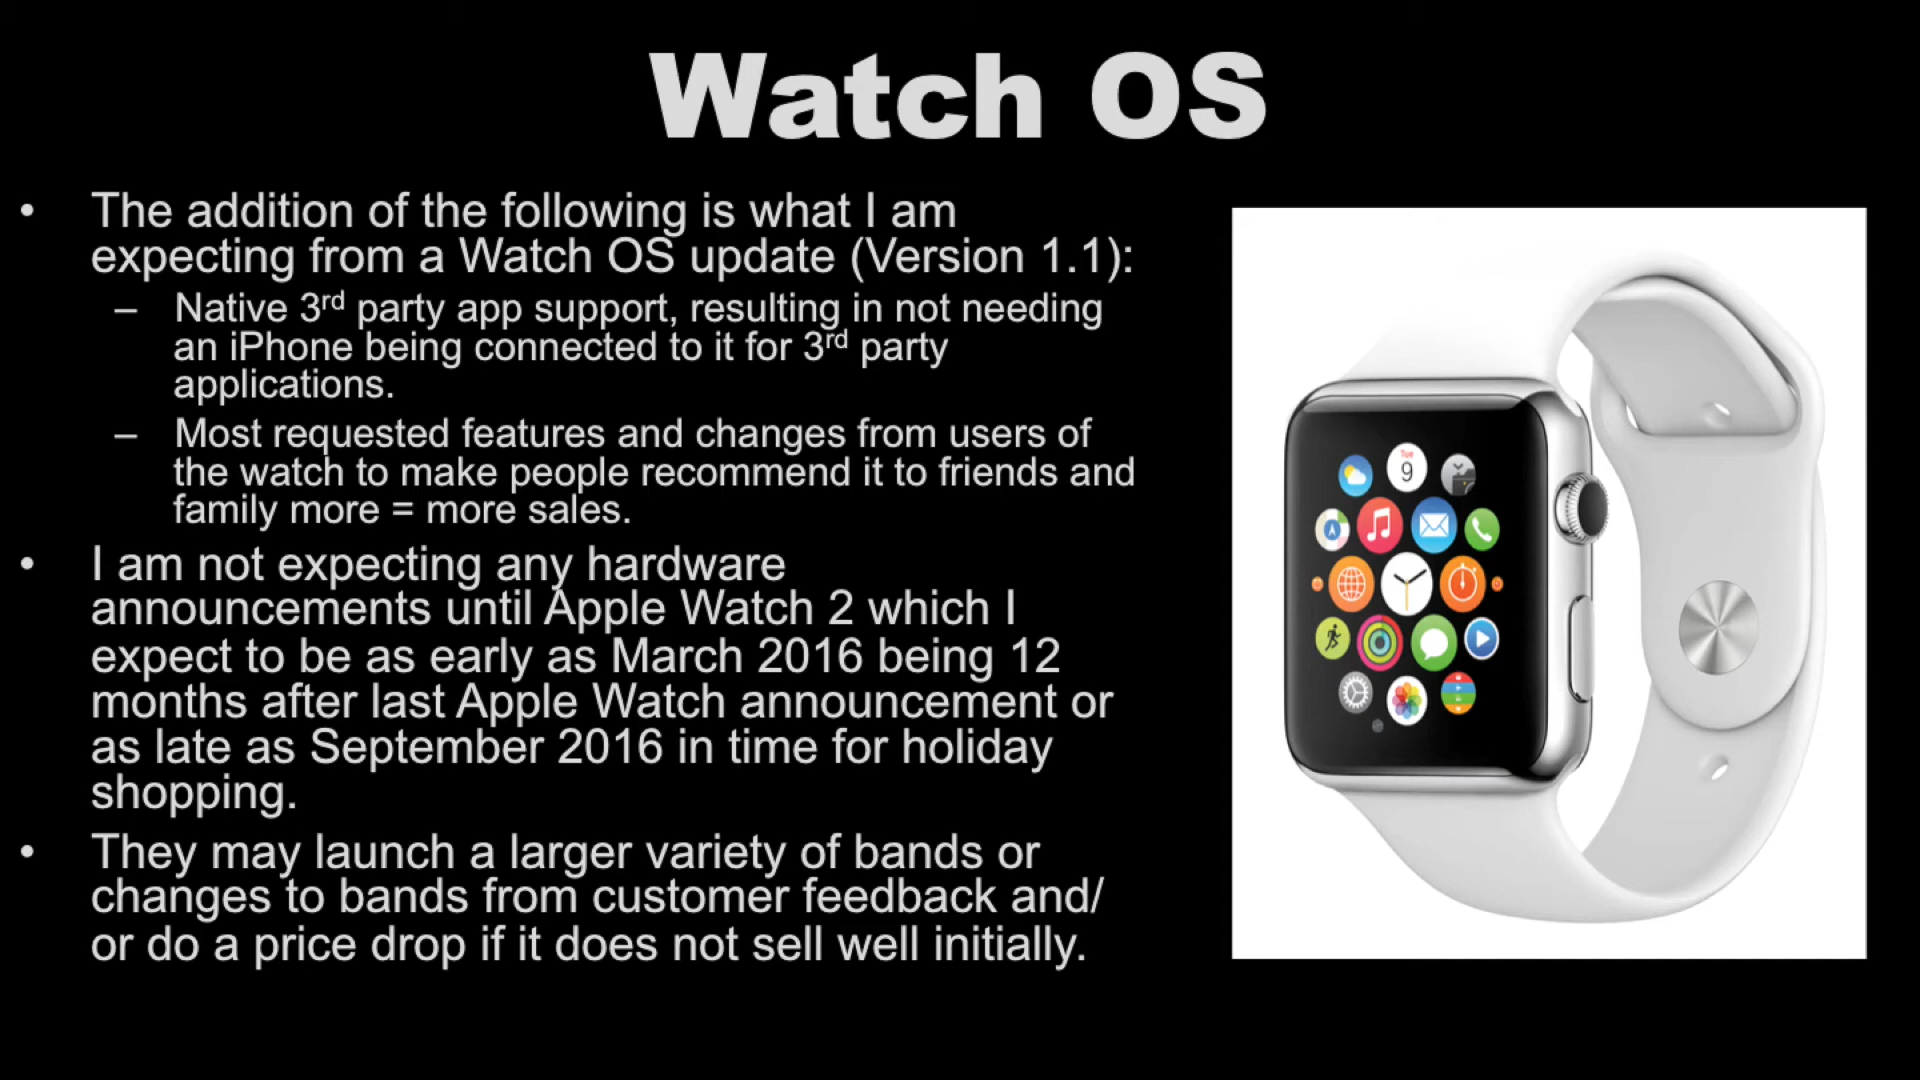 Watch OS
• The addition of the following is what I am
expecting from a Watch OS update (Version 1.1):
– Native 3rd party app support, resulting in not needing
an iPhone being connected to it for 3rd party
applications.
– Most requested features and changes from users of
the watch to make people recommend it to friends and
family more = more sales.
• I am not expecting any hardware
announcements until Apple Watch 2 which I
expect to be as early as March 2016 being 12
months after last Apple Watch announcement or
as late as September 2016 in time for holiday
shopping.
• They may launch a larger variety of bands or
changes to bands from customer feedback and/
or do a price drop if it does not sell well initially.
Tue
9